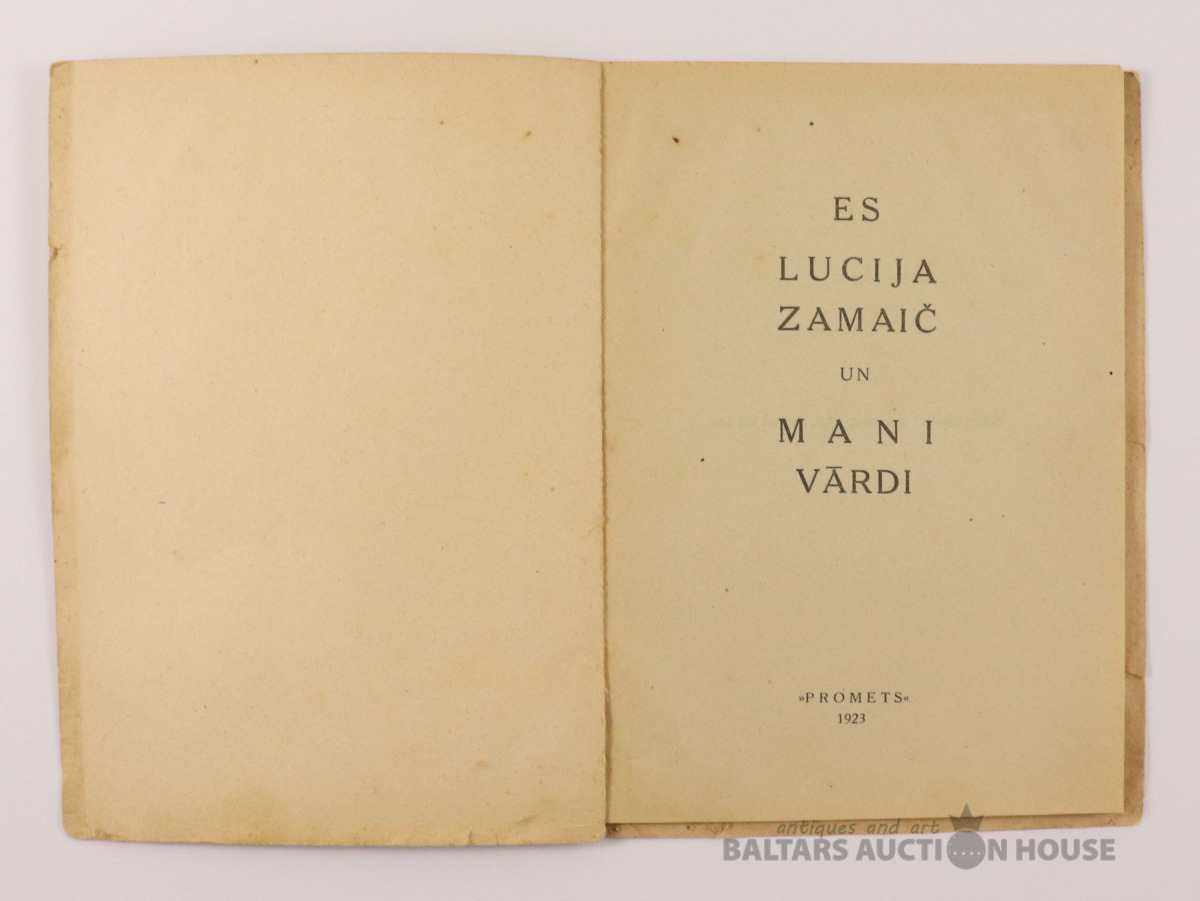 ES
LUCIJA
ZAMAIČ
UN
MANI
VĀRDI
»PROMETS«
1923
antiques and art
BALTARS AUCTION HOUSE